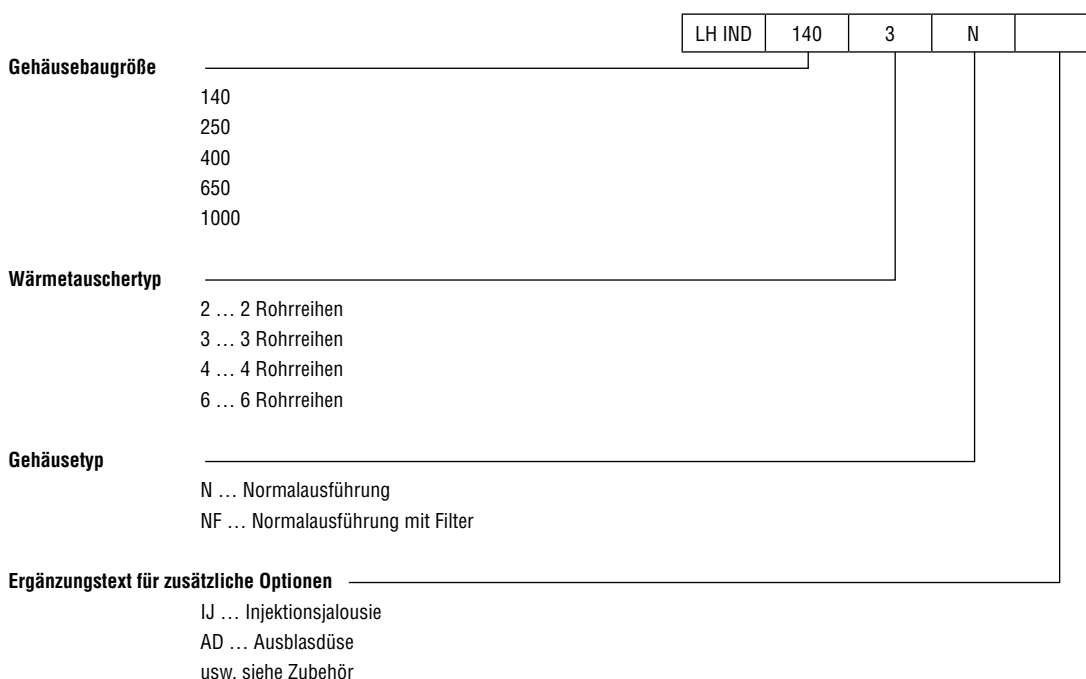 LH IND 140 3 N
Gehäusebaugröße
140
250
400
650
1000
Wärmetauschertyp
2 … 2 Rohrreihen
3 … 3 Rohrreihen
4 … 4 Rohrreihen
6 … 6 Rohrreihen
Gehäusetyp
N … Normalausführung
NF … Normalausführung mit Filter
Ergänzungstext für zusätzliche Optionen
IJ … Injektionsjalousie
AD … Ausblasdüse
usw. siehe Zubehör